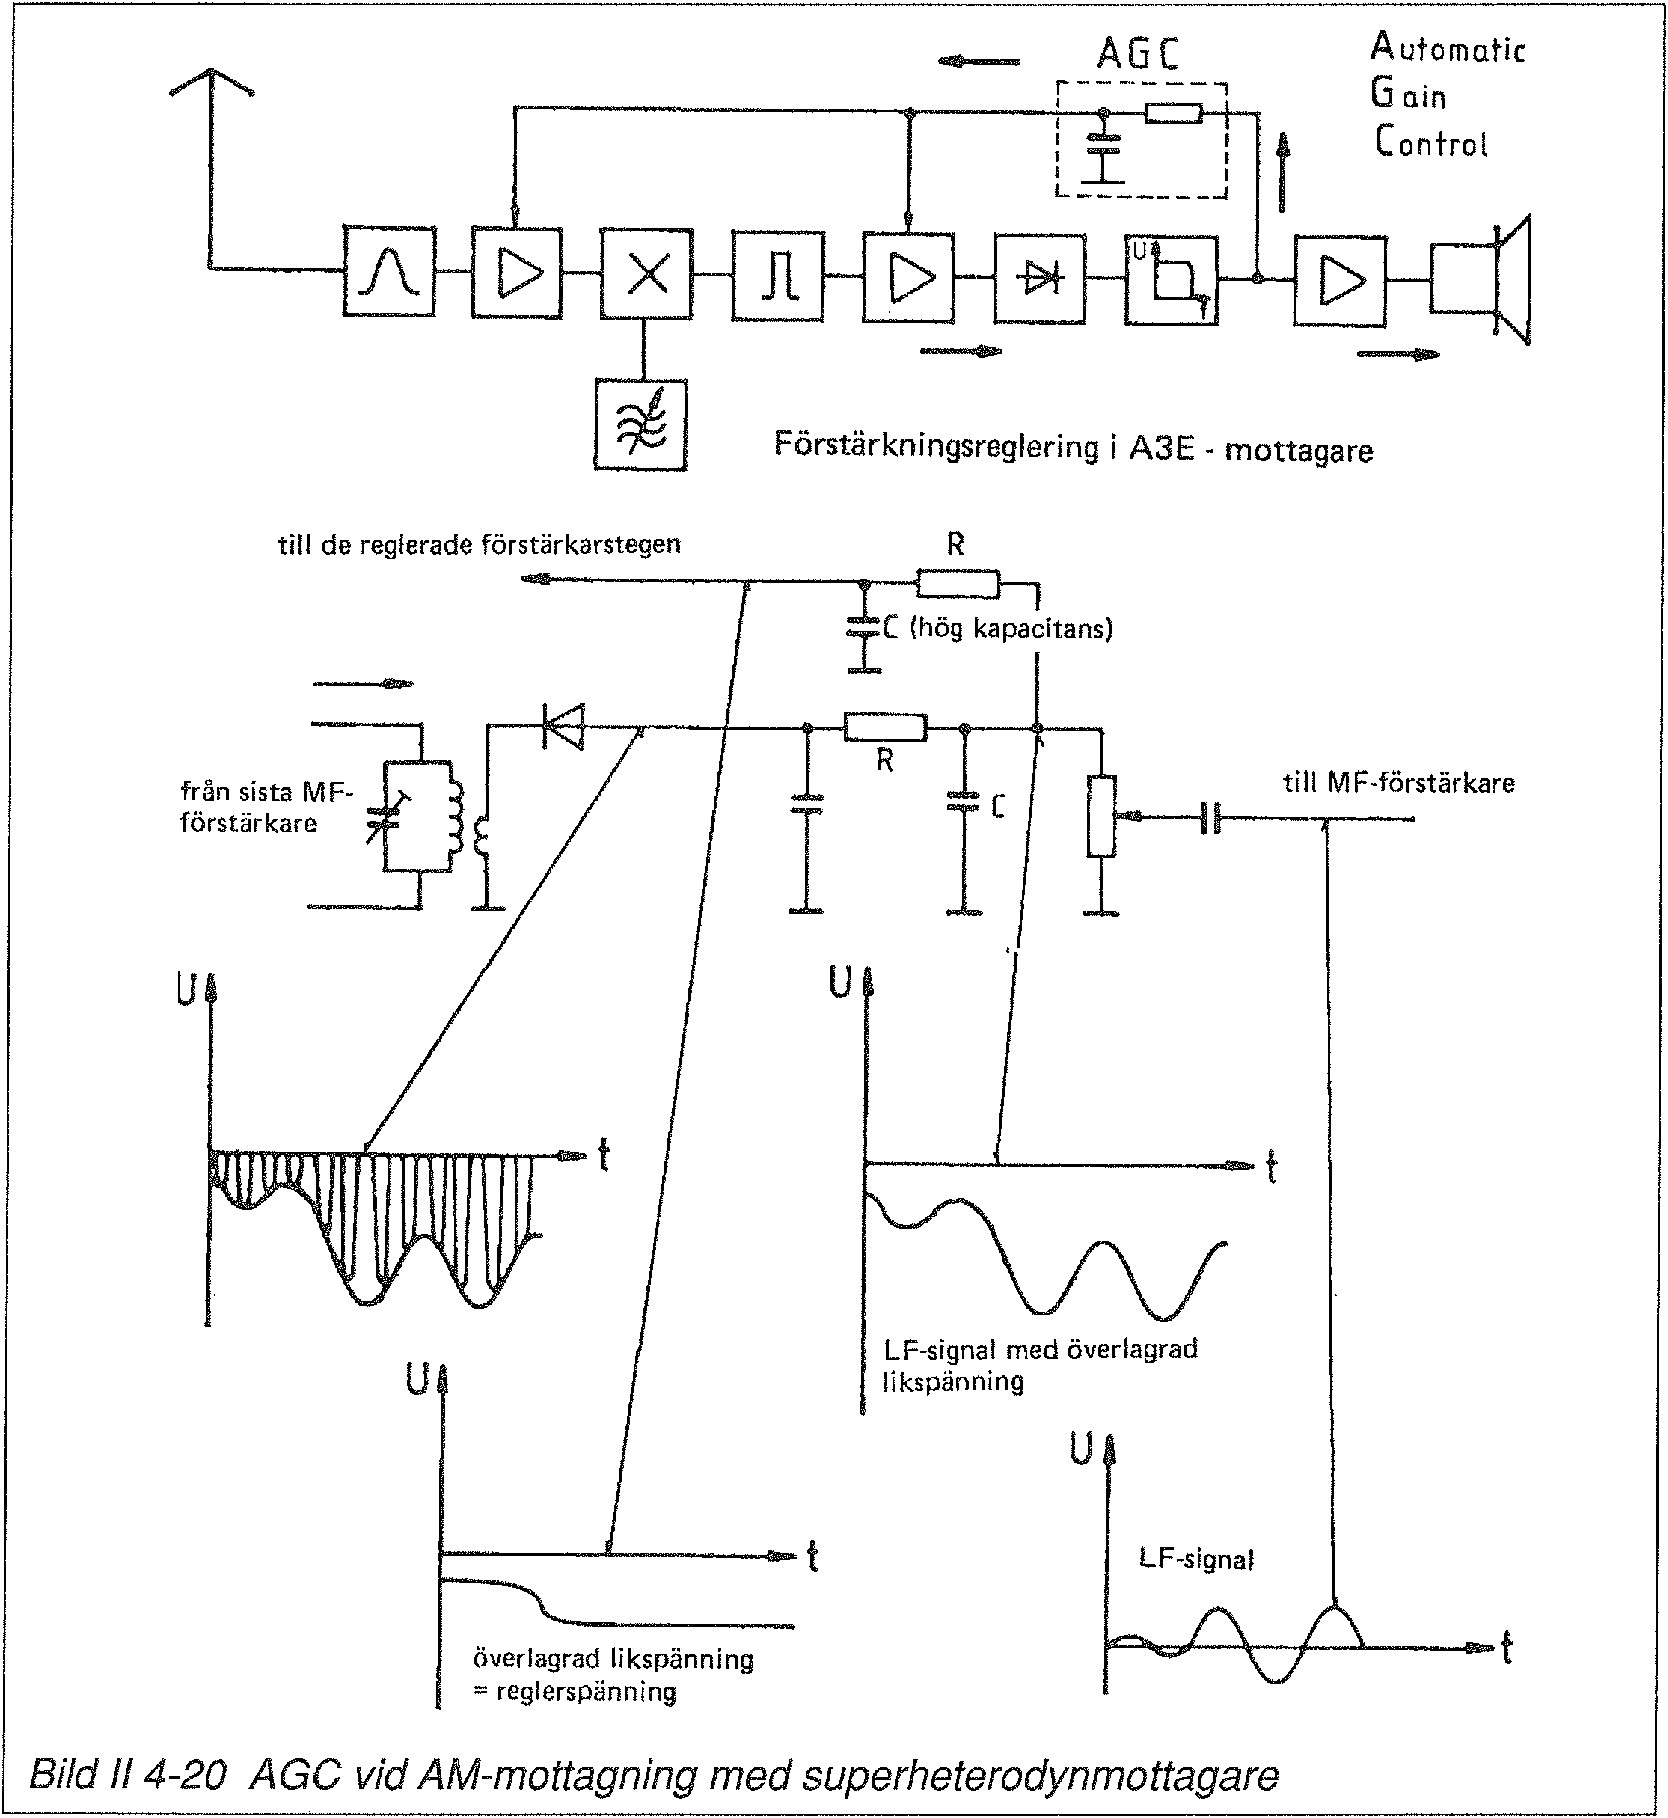 AGC
Automatic
Gain
Control
U
Förstärkningsreglering i A3E - mottagare
till de reglerade förstärkarstegen
R
C (hög kapacitans)
R
C
från sista MF-
förstärkare
till MF-förstärkare
U
t
U
t
LF-signal med överlagrad
likspänning
U
t
överlagrad likspänning
= reglerspänning
U
LF-signal
t
Bild II 4-20 AGC vid AM-mottagning med superheterodynmottagare